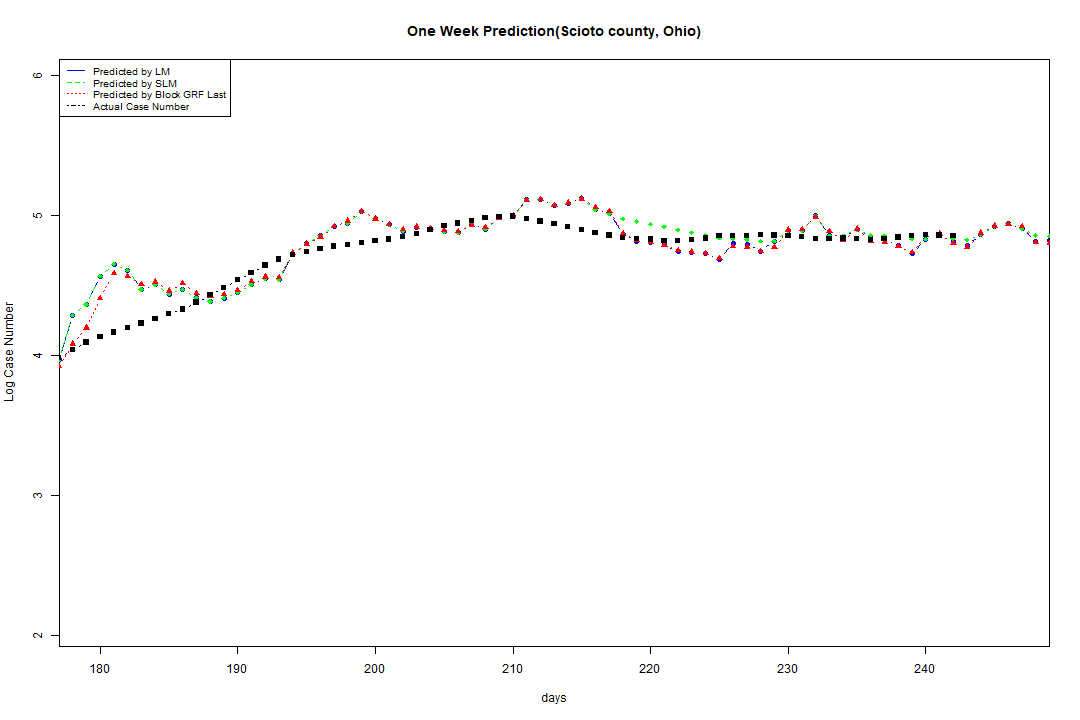 One Week Prediction(Scioto county, Ohio)
Predicted by LM
Predicted by SLM
Predicted by Block GRF Last
Actual Case Number
6
5
4
3
2
Log Case Number
180 190 200 210 220 230 240
days